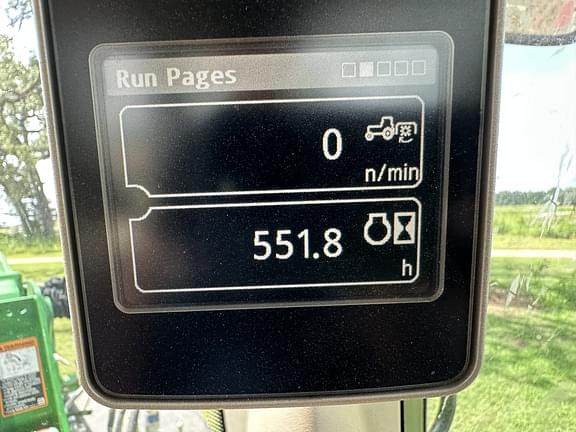 Run Pages
0
n/min
551.8
h